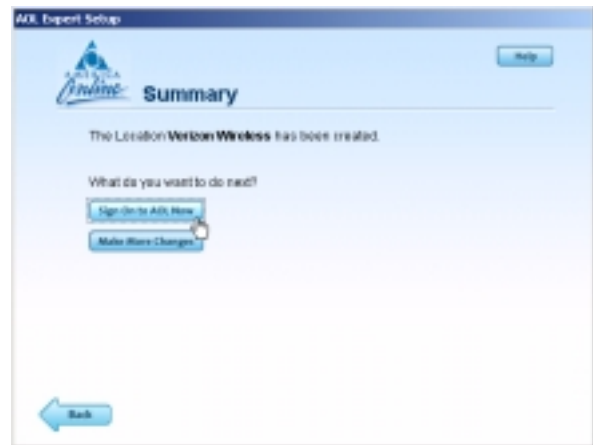 AOL Expert Setup
Help
AMERICA
Online
Summary
The Location Verizon Wireless has been created.
What do you want to do next?
Sign On to AOL Now
Make More Changes
Back